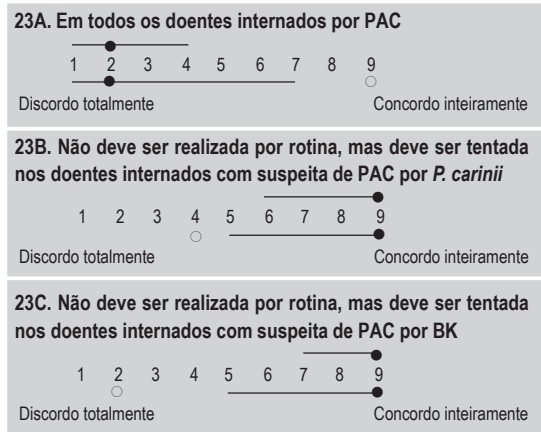 23A. Em todos os doentes internados por PAC
1 2 3 4 5 6 7 8 9
Discordo totalmente Concordo inteiramente
23B. Não deve ser realizada por rotina, mas deve ser tentada
nos doentes internados com suspeita de PAC por P. carinii
1 2 3 4 5 6 7 8 9
Discordo totalmente Concordo inteiramente
23C. Não deve ser realizada por rotina, mas deve ser tentada
nos doentes internados com suspeita de PAC por BK
1 2 3 4 5 6 7 8 9
Discordo totalmente Concordo inteiramente